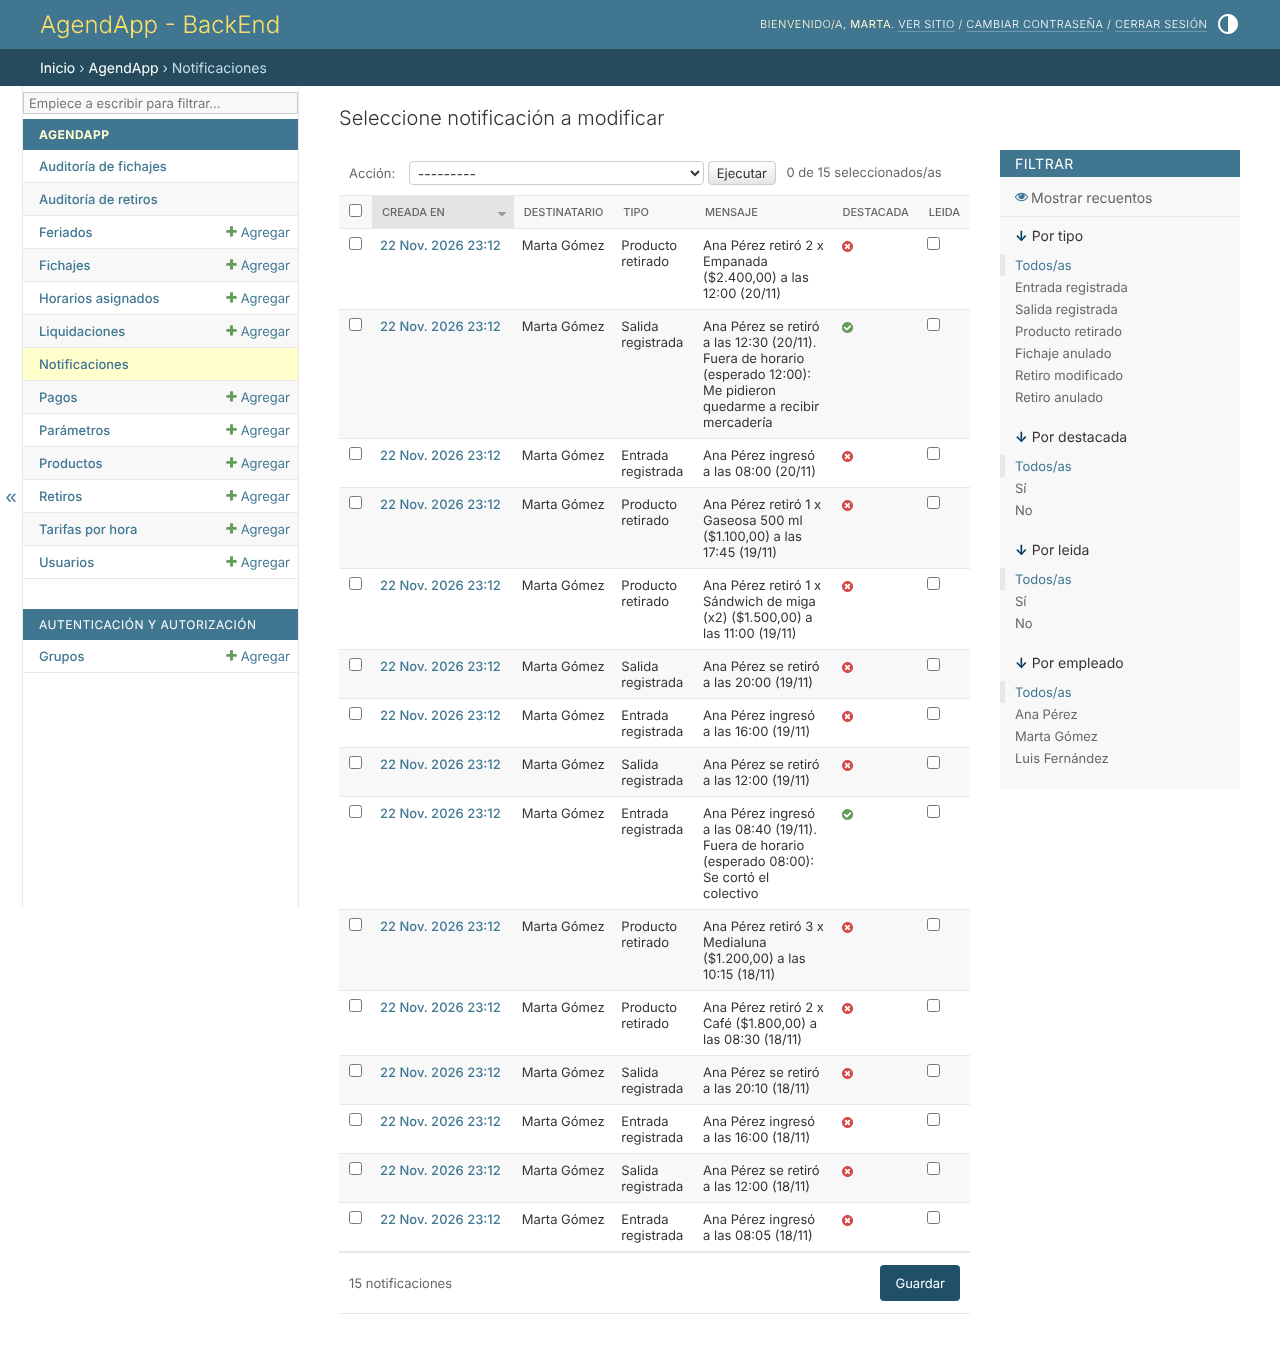 AgendApp - BackEnd
BIENVENIDO/A, MARTA. VER SITIO / CAMBIAR CONTRASEÑA / CERRAR SESIÓN
Inicio › AgendApp › Notificaciones
Empiece a escribir para filtrar...
AGENDAPP
Auditoría de fichajes
Auditoría de retiros
Feriados Agregar
Fichajes Agregar
Horarios asignados Agregar
Liquidaciones Agregar
Notificaciones
Pagos Agregar
Parámetros Agregar
Productos Agregar
«
Retiros Agregar
Tarifas por hora Agregar
Usuarios Agregar
AUTENTICACIÓN Y AUTORIZACIÓN
Grupos Agregar
Seleccione notificación a modificar
Acción: --------- Ejecutar 0 de 15 seleccionados/as
CREADA EN DESTINATARIO TIPO MENSAJE DESTACADA LEIDA
22 Nov. 2026 23:12 Marta Gómez Producto Ana Pérez retiró 2 x
retirado Empanada
($2.400,00) a las
12:00 (20/11)
22 Nov. 2026 23:12 Marta Gómez Salida Ana Pérez se retiró
registrada a las 12:30 (20/11).
Fuera de horario
(esperado 12:00):
Me pidieron
quedarme a recibir
mercadería
22 Nov. 2026 23:12 Marta Gómez Entrada Ana Pérez ingresó
registrada a las 08:00 (20/11)
22 Nov. 2026 23:12 Marta Gómez Producto Ana Pérez retiró 1 x
retirado Gaseosa 500 ml
($1.100,00) a las
17:45 (19/11)
22 Nov. 2026 23:12 Marta Gómez Producto Ana Pérez retiró 1 x
retirado Sándwich de miga
(x2) ($1.500,00) a
las 11:00 (19/11)
22 Nov. 2026 23:12 Marta Gómez Salida Ana Pérez se retiró
registrada a las 20:00 (19/11)
22 Nov. 2026 23:12 Marta Gómez Entrada Ana Pérez ingresó
registrada a las 16:00 (19/11)
22 Nov. 2026 23:12 Marta Gómez Salida Ana Pérez se retiró
registrada a las 12:00 (19/11)
22 Nov. 2026 23:12 Marta Gómez Entrada Ana Pérez ingresó
registrada a las 08:40 (19/11).
Fuera de horario
(esperado 08:00):
Se cortó el
colectivo
22 Nov. 2026 23:12 Marta Gómez Producto Ana Pérez retiró 3 x
retirado Medialuna
($1.200,00) a las
10:15 (18/11)
22 Nov. 2026 23:12 Marta Gómez Producto Ana Pérez retiró 2 x
retirado Café ($1.800,00) a
las 08:30 (18/11)
22 Nov. 2026 23:12 Marta Gómez Salida Ana Pérez se retiró
registrada a las 20:10 (18/11)
22 Nov. 2026 23:12 Marta Gómez Entrada Ana Pérez ingresó
registrada a las 16:00 (18/11)
22 Nov. 2026 23:12 Marta Gómez Salida Ana Pérez se retiró
registrada a las 12:00 (18/11)
22 Nov. 2026 23:12 Marta Gómez Entrada Ana Pérez ingresó
registrada a las 08:05 (18/11)
15 notificaciones Guardar
FILTRAR
Mostrar recuentos
Por tipo
Todos/as
Entrada registrada
Salida registrada
Producto retirado
Fichaje anulado
Retiro modificado
Retiro anulado
Por destacada
Todos/as
Sí
No
Por leida
Todos/as
Sí
No
Por empleado
Todos/as
Ana Pérez
Marta Gómez
Luis Fernández